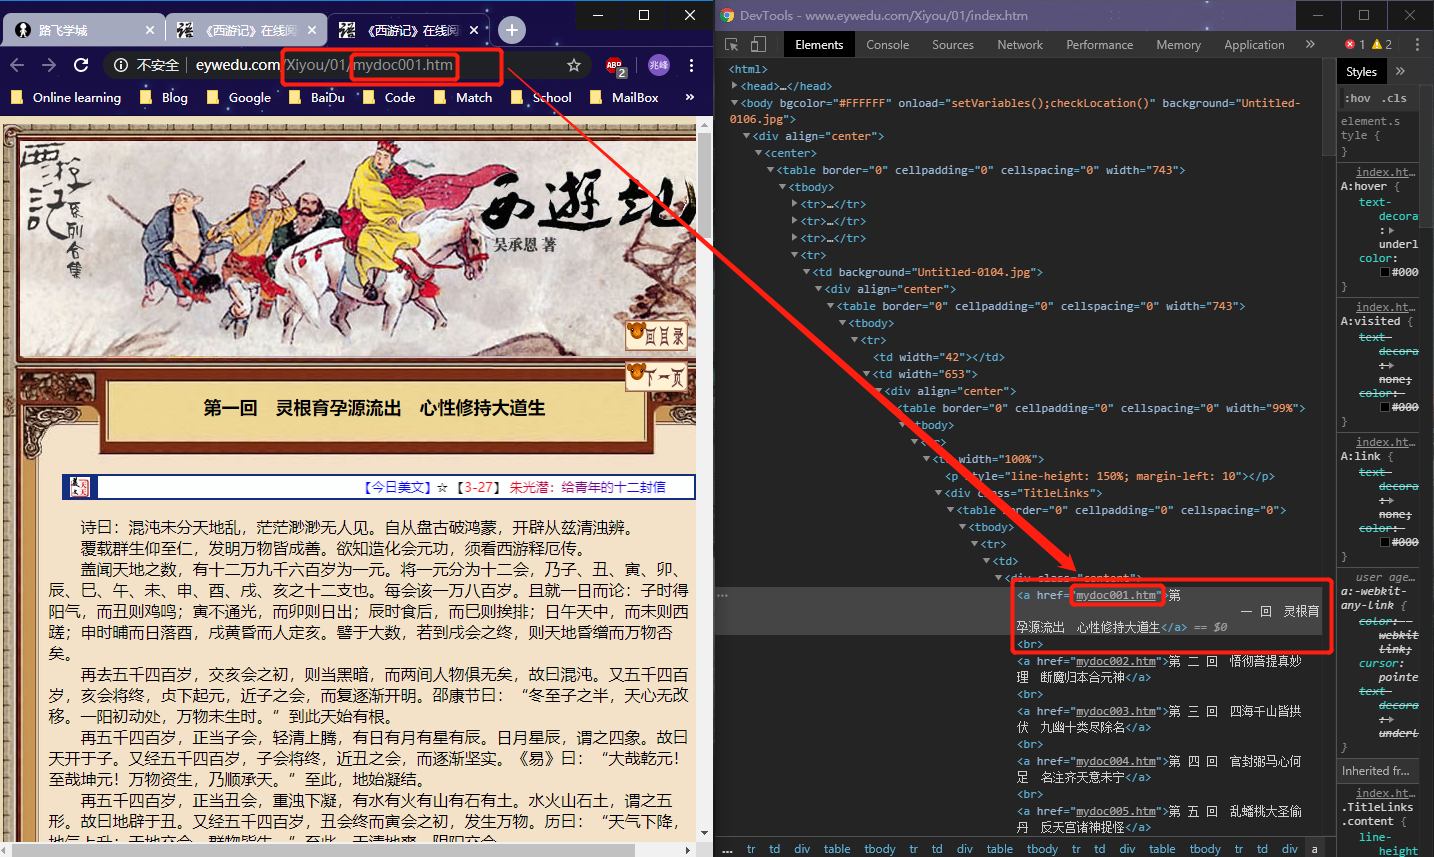 路飞学城
《西游记》在线阅
《西游记》在线阅
不安全 | eywedu.com/Xiyou/01/mydoc001.htm
ABP
2
兆峰
Online learning
Blog
Google
BaiDu
Code
Match
School
MailBox
»
西游记
系列合集
西遊記
吴承恩 著
回目录
下一页
第一回 灵根育孕源流出 心性修持大道生
【今日美文】☆ 【3-27】 朱光潜：给青年的十二封信
诗曰：混沌未分天地乱，茫茫渺渺无人见。自从盘古破鸿蒙，开辟从兹清浊辨。
覆载群生仰至仁，发明万物皆成善。欲知造化会元功，须看西游释厄传。
盖闻天地之数，有十二万九千六百岁为一元。将一元分为十二会，乃子、丑、寅、卯、
辰、巳、午、未、申、酉、戌、亥之十二支也。每会该一万八百岁。且就一日而论：子时得
阳气，而丑则鸡鸣；寅不通光，而卯则日出；辰时食后，而巳则挨排；日午天中，而未则西
蹉；申时晡而日落酉，戌黄昏而人定亥。譬于大数，若到戌会之终，则天地昏缯而万物否
矣。
再去五千四百岁，交亥会之初，则当黑暗，而两间人物俱无矣，故曰混沌。又五千四百
岁，亥会将终，贞下起元，近子之会，而复逐渐开明。邵康节曰：“冬至子之半，天心无改
移。一阳初动处，万物未生时。”到此天始有根。
再五千四百岁，正当子会，轻清上腾，有日有月有星有辰。日月星辰，谓之四象。故曰
天开于子。又经五千四百岁，子会将终，近丑之会，而逐渐坚实。《易》曰：“大哉乾元！
至哉坤元！万物资生，乃顺承天。”至此，地始凝结。
再五千四百岁，正当丑会，重浊下凝，有水有火有山有石有土。水火山石土，谓之五
形。故曰地辟于丑。又经五千四百岁，丑会终而寅会之初，发生万物。历曰：“天气下降，
DevTools - www.eywedu.com/Xiyou/01/index.htm
Elements Console Sources Network Performance Memory Application » 1 2
<html>
<head>…</head>
<body bgcolor="#FFFFFF" onload="setVariables();checkLocation()" background="Untitled-
0106.jpg">
<div align="center">
<center>
<table border="0" cellpadding="0" cellspacing="0" width="743">
<tbody>
<tr>…</tr>
<tr>…</tr>
<tr>…</tr>
<tr>
<td background="Untitled-0104.jpg">
<div align="center">
<table border="0" cellpadding="0" cellspacing="0" width="743">
<tbody>
<tr>
<td width="42"></td>
<td width="653">
<div align="center">
<table border="0" cellpadding="0" cellspacing="0" width="99%">
<tbody>
<tr>
<td width="100%">
<p style="line-height: 150%; margin-left: 10"></p>
<div class="TitleLinks">
<table border="0" cellpadding="0" cellspacing="0">
<tbody>
<tr>
<td>
<div class="content">
<a href="mydoc001.htm">第
一 回 灵根育
孕源流出 心性修持大道生</a> == $0
<br>
<a href="mydoc002.htm">第 二 回 悟彻菩提真妙
理 断魔归本合元神</a>
<br>
<a href="mydoc003.htm">第 三 回 四海千山皆拱
伏 九幽十类尽除名</a>
<br>
<a href="mydoc004.htm">第 四 回 官封弼马心何
足 名注齐天意未宁</a>
<br>
<a href="mydoc005.htm">第 五 回 乱蟠桃大圣偷
丹 反天宫诸神捉怪</a>
… tr td div table tbody tr td div table tbody tr td div table tbody tr td div a
Styles »
:hov .cls
element.s
tyle {
}
index.ht…
A:hover {
text-
decora
:
underl
color:
#000
}
index.ht…
A:visited {
text-
decora
:
none;
color:
#000
}
index.ht…
A:link {
text-
decora
:
none;
color:
#000
}
user age…
a:-webkit-
any-link {
color: -
webkit
link;
cursor:
pointe
text-
decora
:
underl
}
Inherited fr…
index.ht…
.TitleLinks
.content {
line-
height